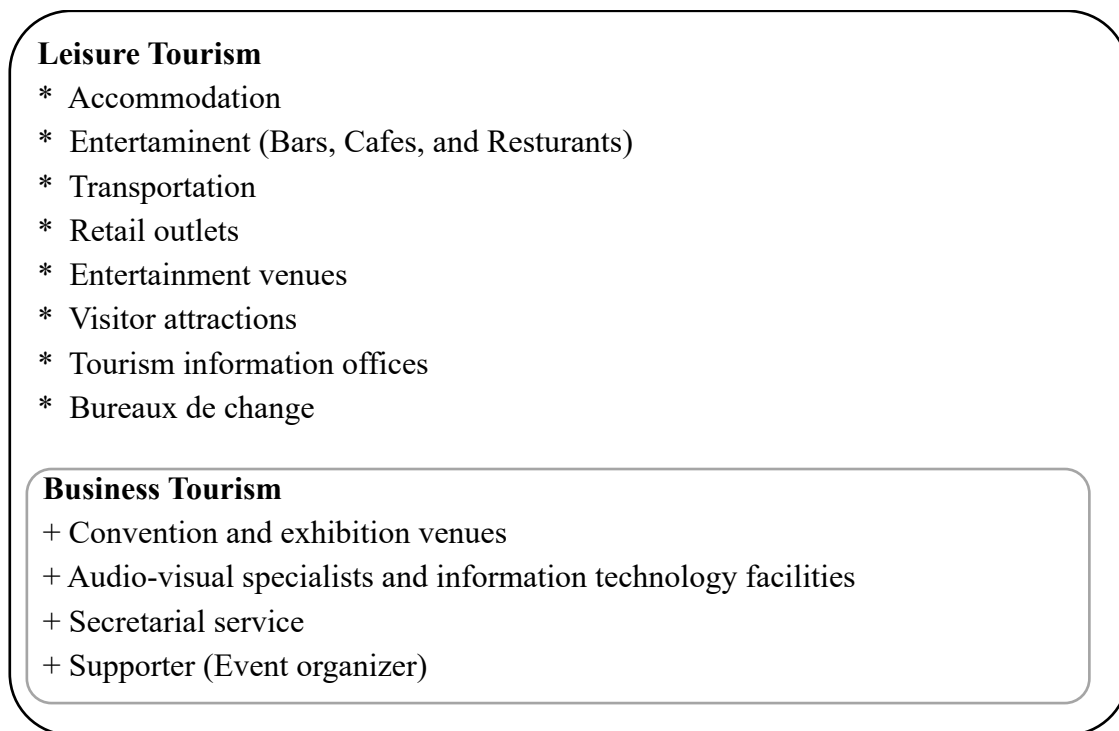 Leisure Tourism
* Accommodation
* Entertaminent (Bars, Cafes, and Resturants)
* Transportation
* Retail outlets
* Entertainment venues
* Visitor attractions
* Tourism information offices
* Bureaux de change
Business Tourism
+ Convention and exhibition venues
+ Audio-visual specialists and information technology facilities
+ Secretarial service
+ Supporter (Event organizer)